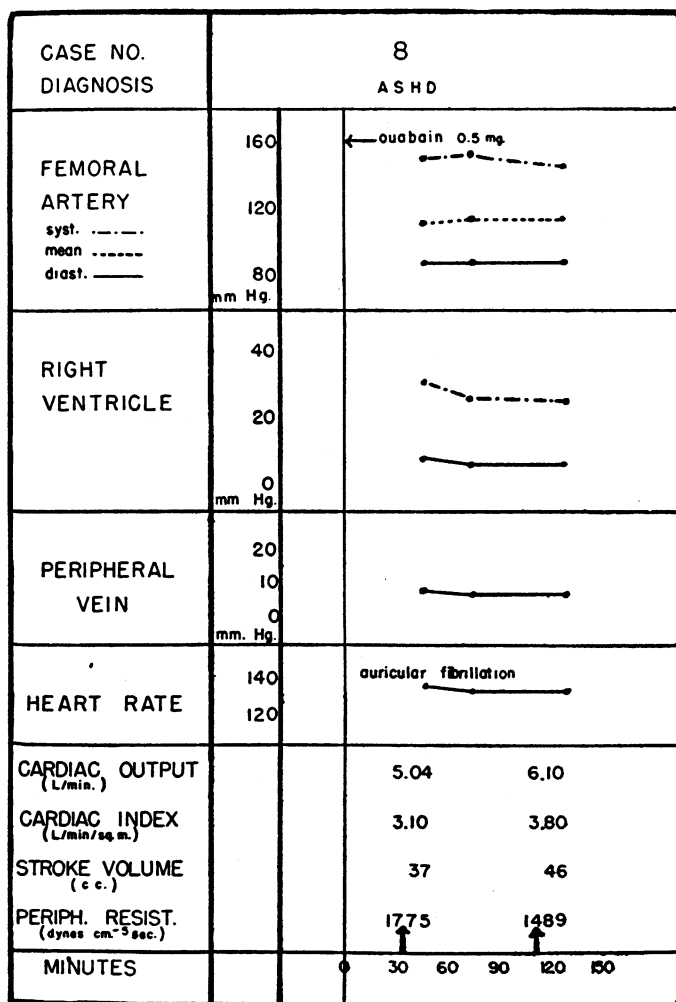 CASE NO. 8
DIAGNOSIS ASHD
160 ouabain 0.5 mg.
FEMORAL
ARTERY
120
syst.
mean
diast.
80
mm Hg.
40
RIGHT
VENTRICLE
20
0
mm Hg.
20
PERIPHERAL
10
VEIN
0
mm. Hg.
140 auricular fibrillation
HEART RATE
120
CARDIAC OUTPUT 5.04 6.10
(L/min.)
CARDIAC INDEX 3.10 3.80
(L/min/sq.m.)
STROKE VOLUME 37 46
(c c.)
PERIPH. RESIST. 1775 1489
(dynes cm.-5 sec.)
MINUTES 0 30 60 90 120 150